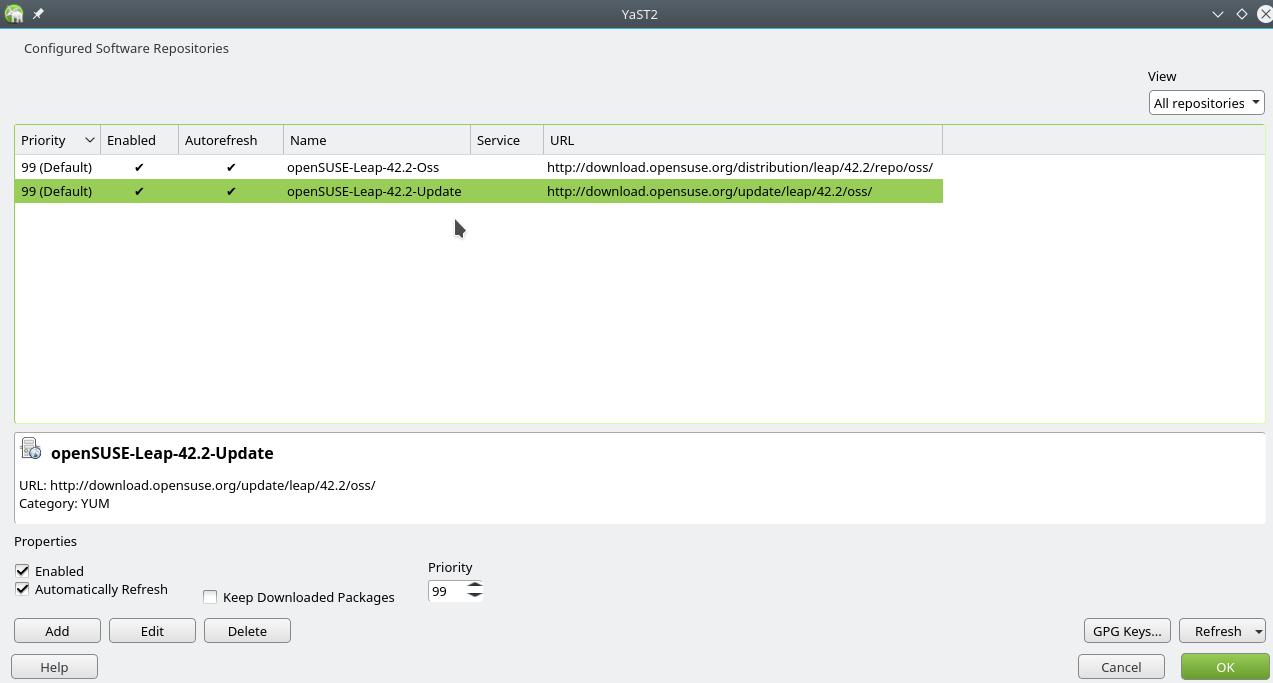 YaST2
Configured Software Repositories
View
All repositories
Priority Enabled Autorefresh Name Service URL
99 (Default) ✔ ✔ openSUSE-Leap-42.2-Oss http://download.opensuse.org/distribution/leap/42.2/repo/oss/
99 (Default) ✔ ✔ openSUSE-Leap-42.2-Update http://download.opensuse.org/update/leap/42.2/oss/
openSUSE-Leap-42.2-Update
URL: http://download.opensuse.org/update/leap/42.2/oss/
Category: YUM
Properties
Enabled
Automatically Refresh
Keep Downloaded Packages
Priority
99
Add Edit Delete GPG Keys... Refresh
Help Cancel OK